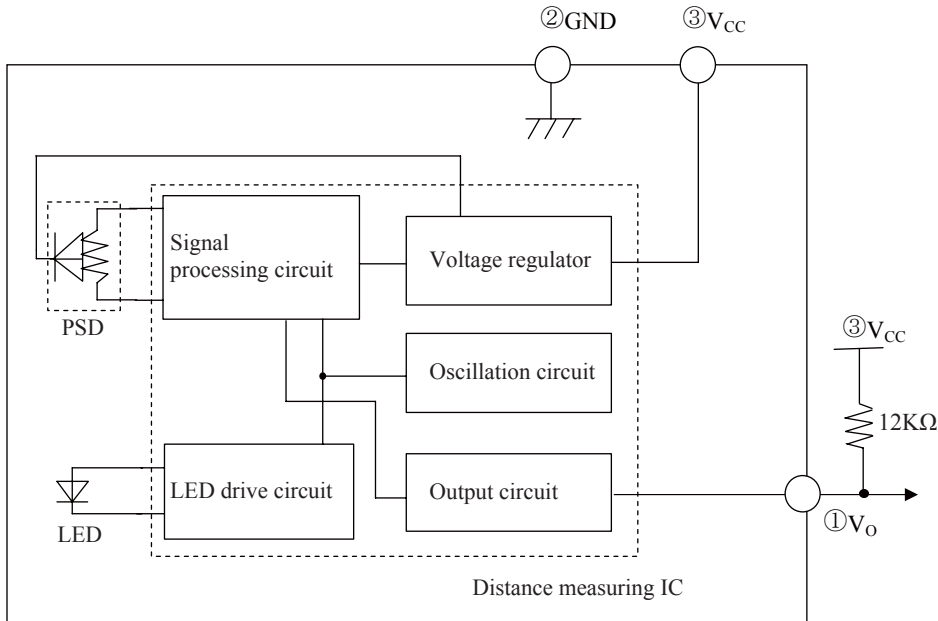 ②GND
③VCC
Signal
processing circuit
Voltage regulator
PSD
Oscillation circuit
③VCC
12KΩ
LED drive circuit
Output circuit
LED
①VO
Distance measuring IC